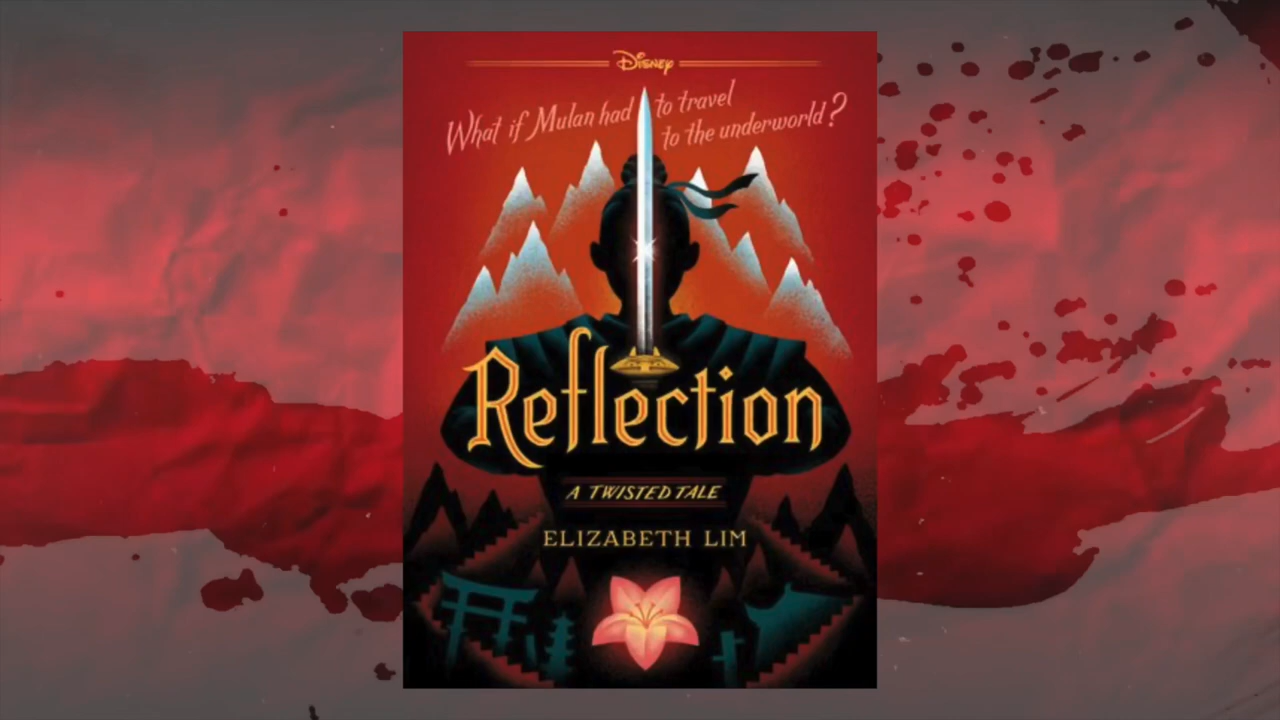 Disney
What if Mulan had to travel
to the underworld?
Reflection
A TWISTED TALE
ELIZABETH LIM